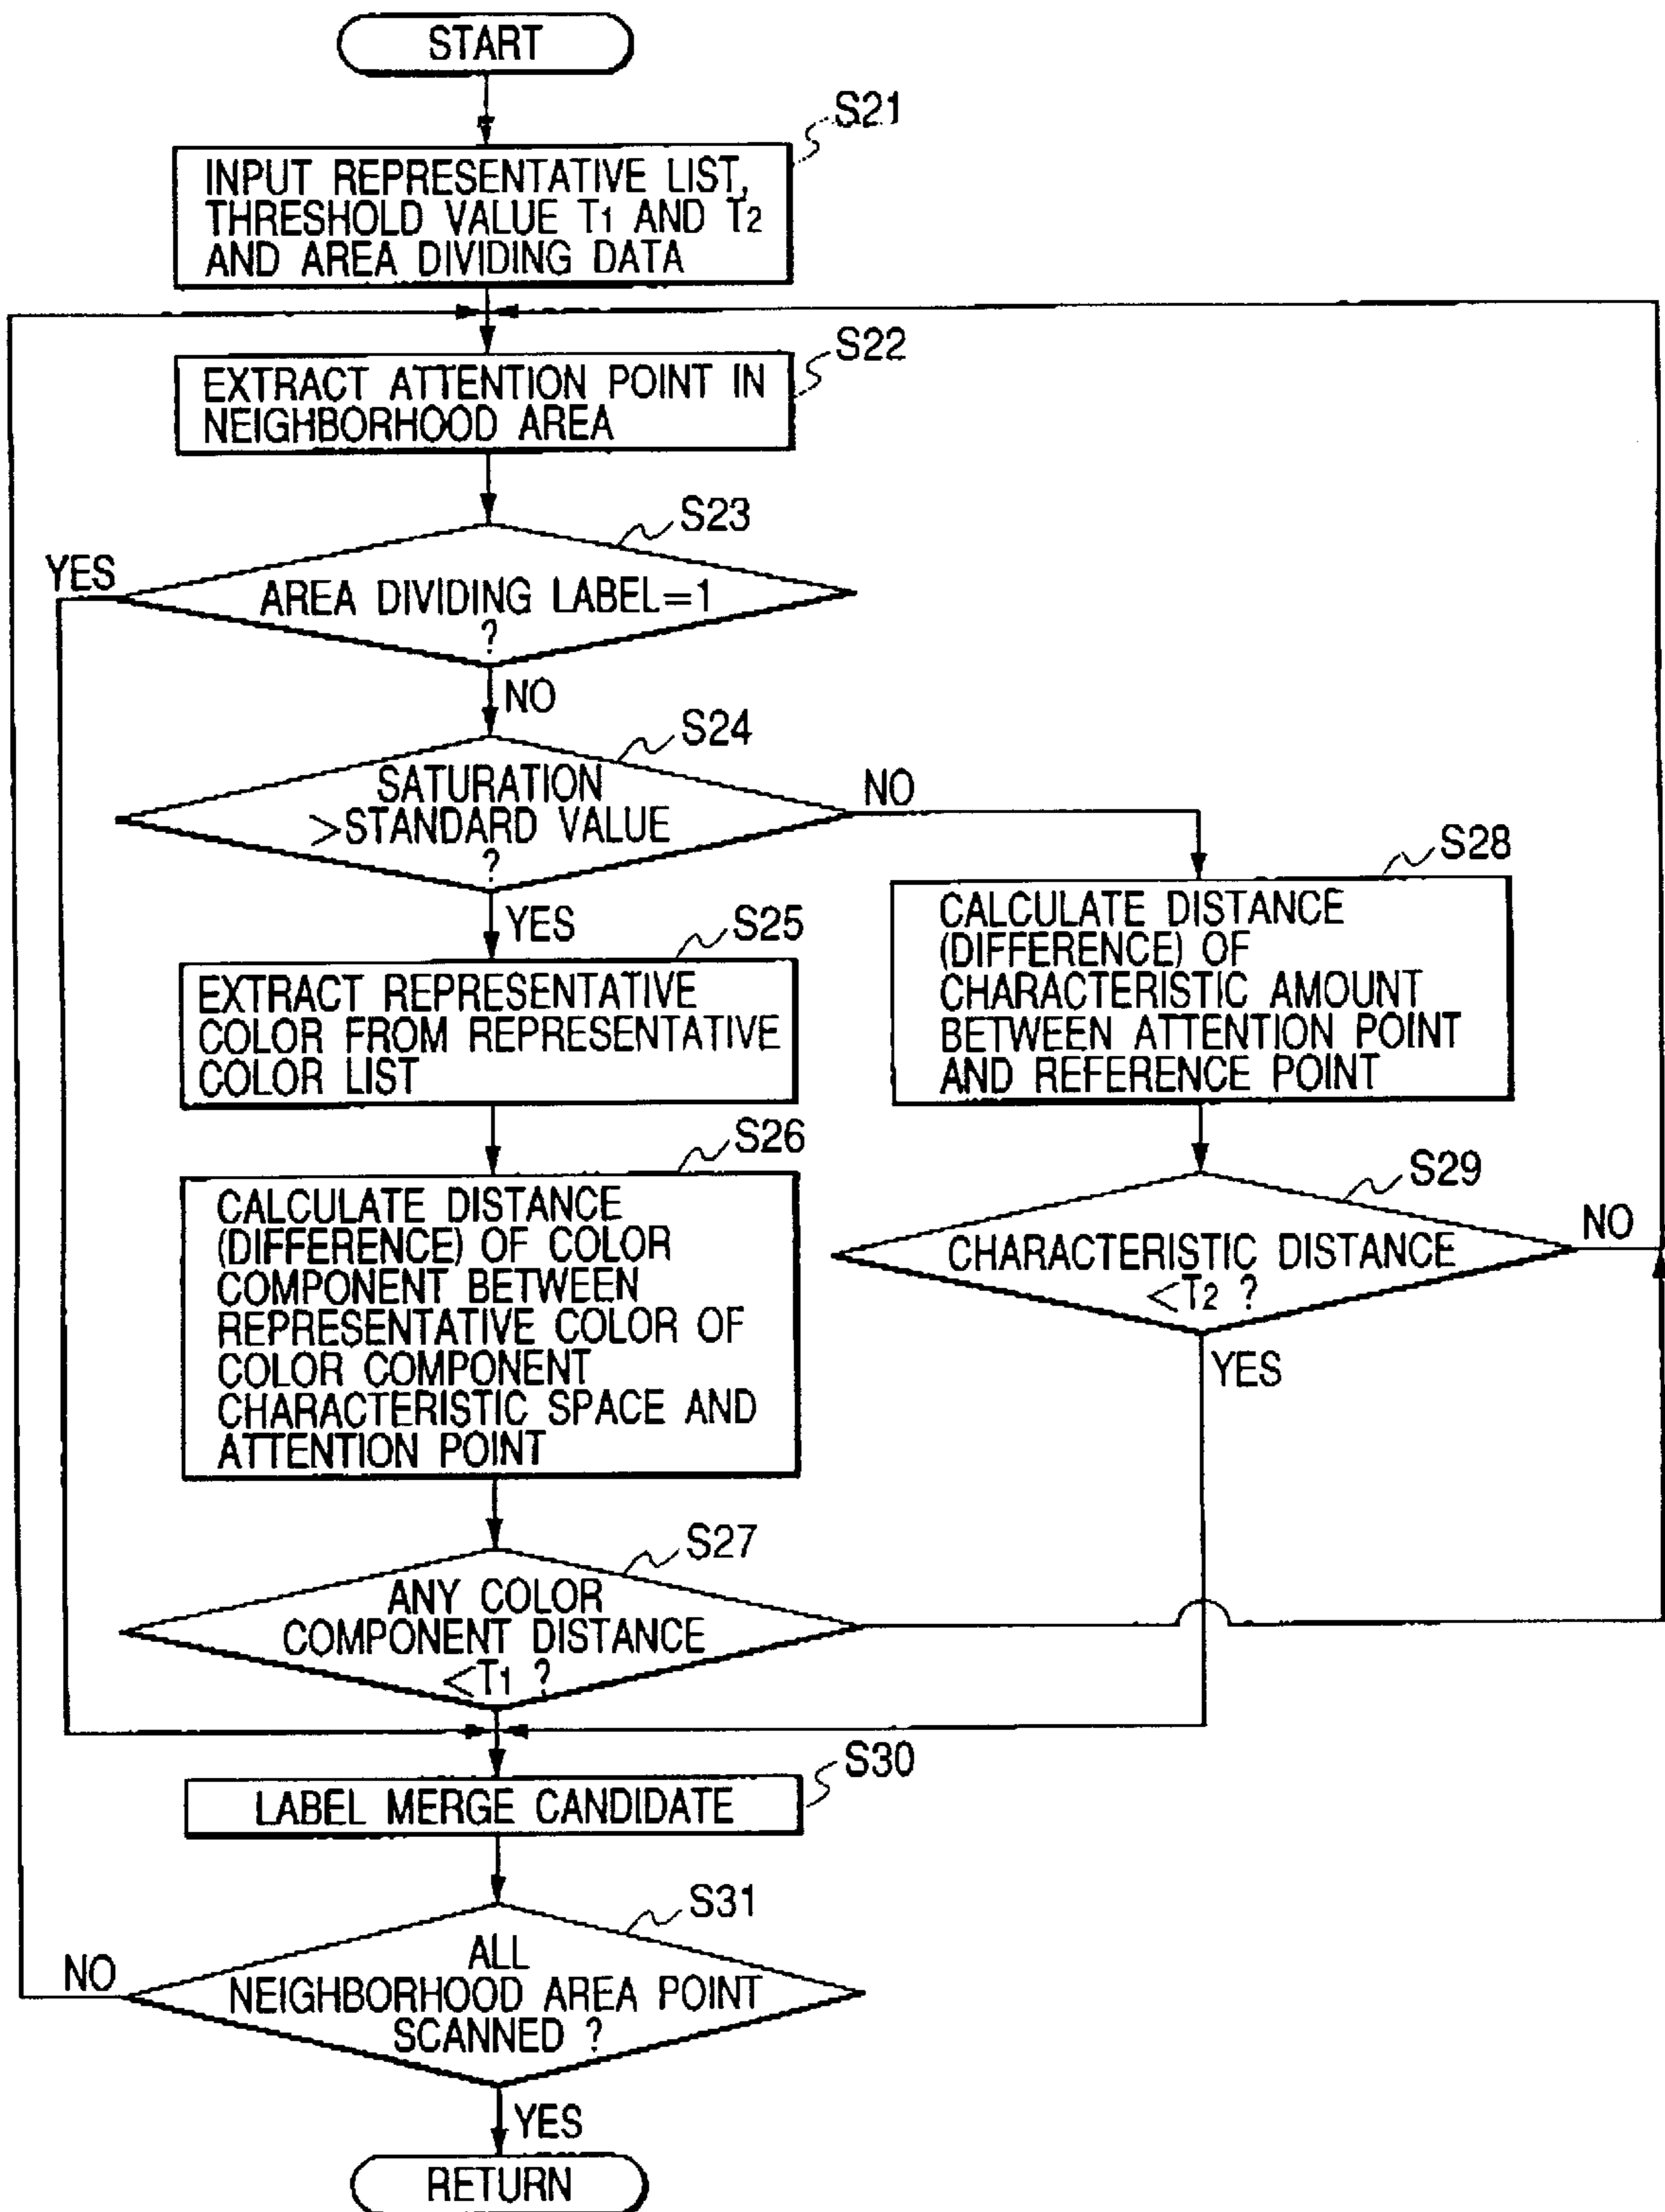 START
S21
INPUT REPRESENTATIVE LIST,
THRESHOLD VALUE T1 AND T2
AND AREA DIVIDING DATA
S22
EXTRACT ATTENTION POINT IN
NEIGHBORHOOD AREA
S23
YES
AREA DIVIDING LABEL=1
?
NO
S24
SATURATION
>STANDARD VALUE
?
NO
YES
S25
EXTRACT REPRESENTATIVE
COLOR FROM REPRESENTATIVE
COLOR LIST
S28
CALCULATE DISTANCE
(DIFFERENCE) OF
CHARACTERISTIC AMOUNT
BETWEEN ATTENTION POINT
AND REFERENCE POINT
S26
CALCULATE DISTANCE
(DIFFERENCE) OF COLOR
COMPONENT BETWEEN
REPRESENTATIVE COLOR OF
COLOR COMPONENT
CHARACTERISTIC SPACE AND
ATTENTION POINT
S29
CHARACTERISTIC DISTANCE
<T2 ?
NO
YES
S27
ANY COLOR
COMPONENT DISTANCE
<T1 ?
S30
LABEL MERGE CANDIDATE
S31
ALL
NEIGHBORHOOD AREA POINT
SCANNED ?
NO
YES
RETURN